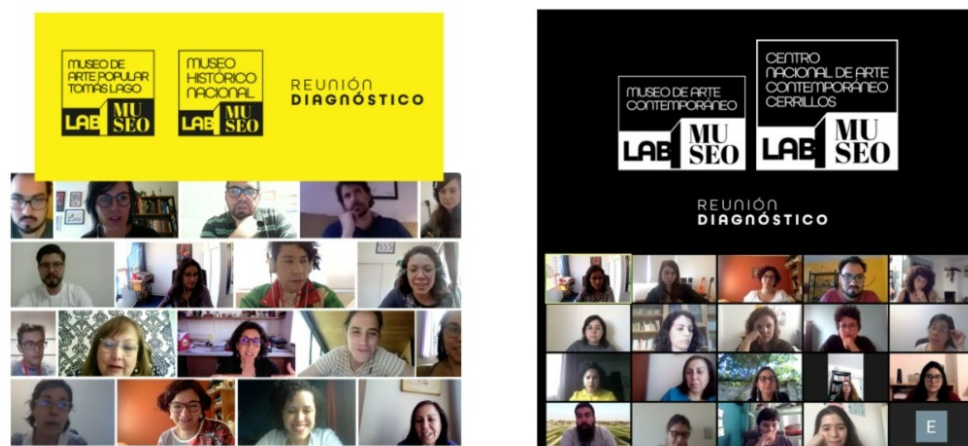 MUSEO DE
ARTE POPULAR
TOMÁS LAGO
LAB MU
SEO
MUSEO
HISTÓRICO
NACIONAL
LAB MU
SEO
REUNIÓN
DIAGNÓSTICO
MUSEO DE ARTE
CONTEMPORÁNEO
LAB MU
SEO
CENTRO
NACIONAL DE ARTE
CONTEMPORÁNEO
CERRILLOS
LAB MU
SEO
REUNIÓN
DIAGNÓSTICO
E